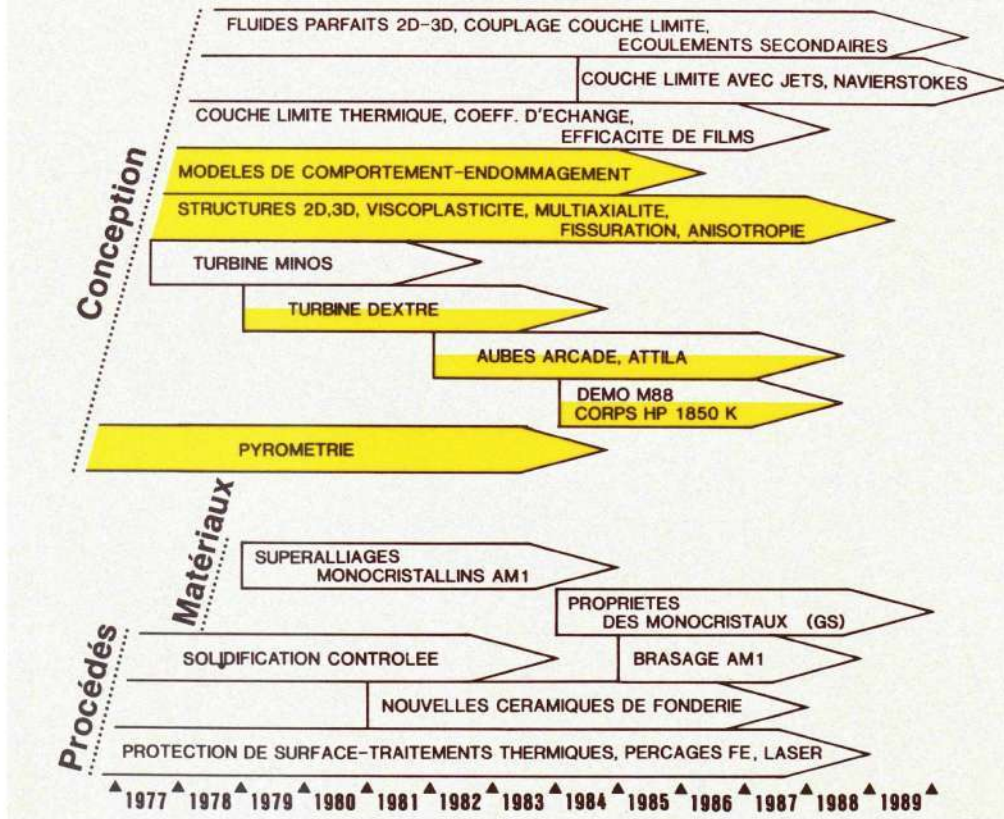 Conception
FLUIDES PARFAITS 2D-3D, COUPLAGE COUCHE LIMITE,
ECOULEMENTS SECONDAIRES
COUCHE LIMITE AVEC JETS, NAVIERSTOKES
COUCHE LIMITE THERMIQUE, COEFF. D'ECHANGE,
EFFICACITE DE FILMS
MODELES DE COMPORTEMENT-ENDOMMAGEMENT
STRUCTURES 2D,3D, VISCOPLASTICITE, MULTIAXIALITE,
FISSURATION, ANISOTROPIE
TURBINE MINOS
TURBINE DEXTRE
AUBES ARCADE, ATTILA
DEMO M88
CORPS HP 1850 K
PYROMETRIE
Matériaux
SUPERALLIAGES
MONOCRISTALLINS AM1
PROPRIETES
DES MONOCRISTAUX (GS)
Procédés
SOLIDIFICATION CONTROLEE
BRASAGE AM1
NOUVELLES CERAMIQUES DE FONDERIE
PROTECTION DE SURFACE-TRAITEMENTS THERMIQUES, PERCAGES FE, LASER
1977 1978 1979 1980 1981 1982 1983 1984 1985 1986 1987 1988 1989